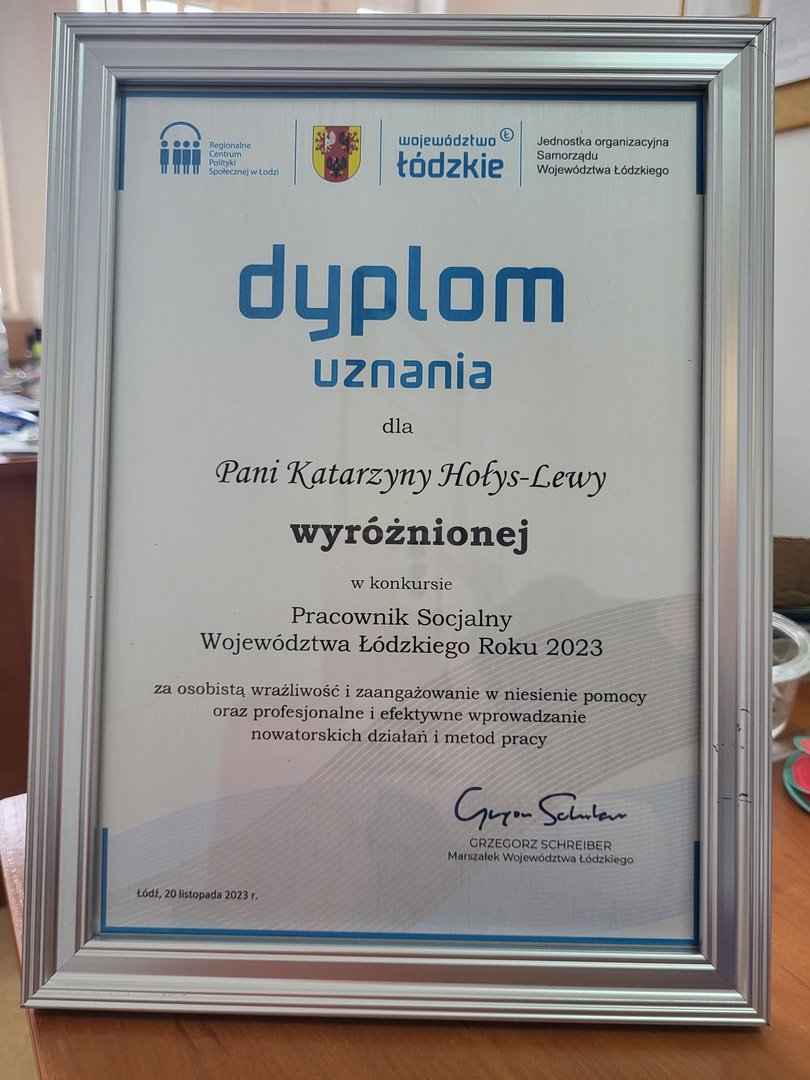 Regionalne
Centrum
Polityki
Społecznej w Łodzi
województwo Ł
łódzkie
Jednostka organizacyjna
Samorządu
Województwa Łódzkiego
dyplom
uznania
dla
Pani Katarzyny Hołys-Lewy
wyróżnionej
w konkursie
Pracownik Socjalny
Województwa Łódzkiego Roku 2023
za osobistą wrażliwość i zaangażowanie w niesienie pomocy
oraz profesjonalne i efektywne wprowadzanie
nowatorskich działań i metod pracy
GRZEGORZ SCHREIBER
Marszałek Województwa Łódzkiego
Łódź, 20 listopada 2023 r.